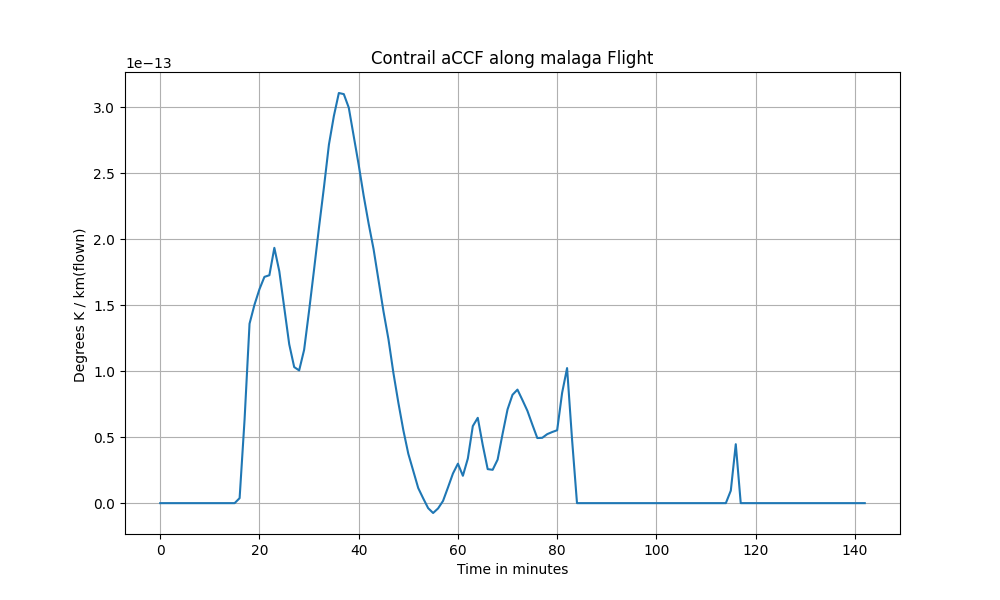 Contrail aCCF along malaga Flight
1e−13
3.0
2.5
2.0
1.5
1.0
0.5
0.0
Degrees K / km(flown)
0 20 40 60 80 100 120 140
Time in minutes